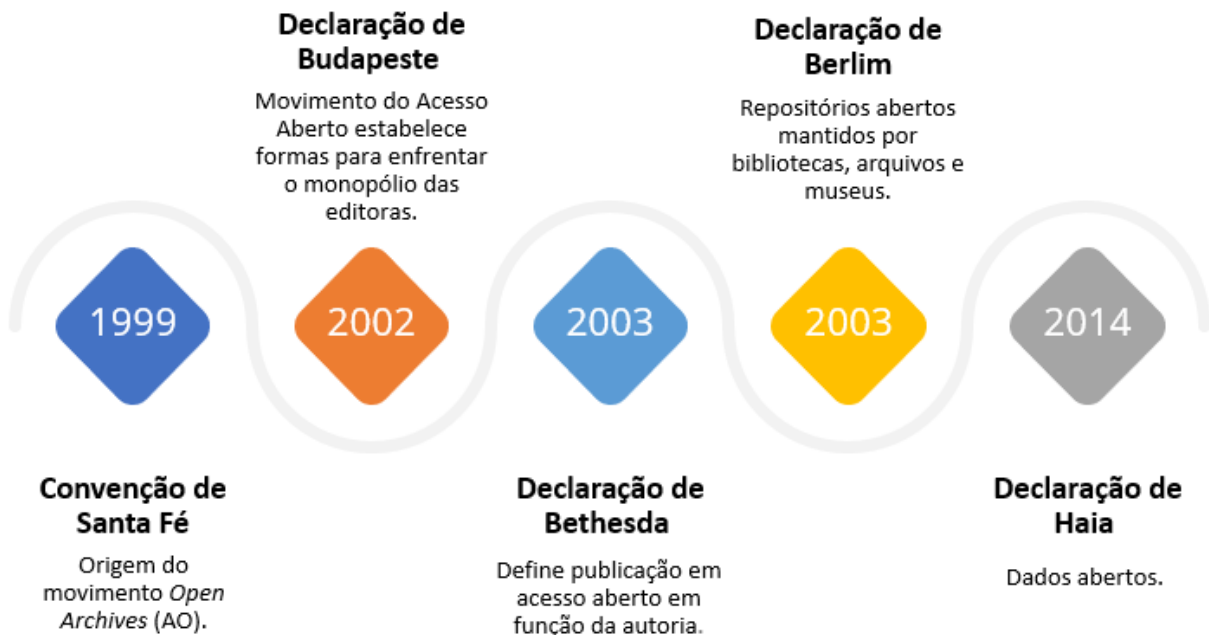 Declaração de
Budapeste
Movimento do Acesso
Aberto estabelece
formas para enfrentar
o monopólio das
editoras.
Declaração de
Berlim
Repositórios abertos
mantidos por
bibliotecas, arquivos e
museus.
1999
2002
2003
2003
2014
Convenção de
Santa Fé
Origem do
movimento Open
Archives (AO).
Declaração de
Bethesda
Define publicação em
acesso aberto em
função da autoria.
Declaração de
Haia
Dados abertos.